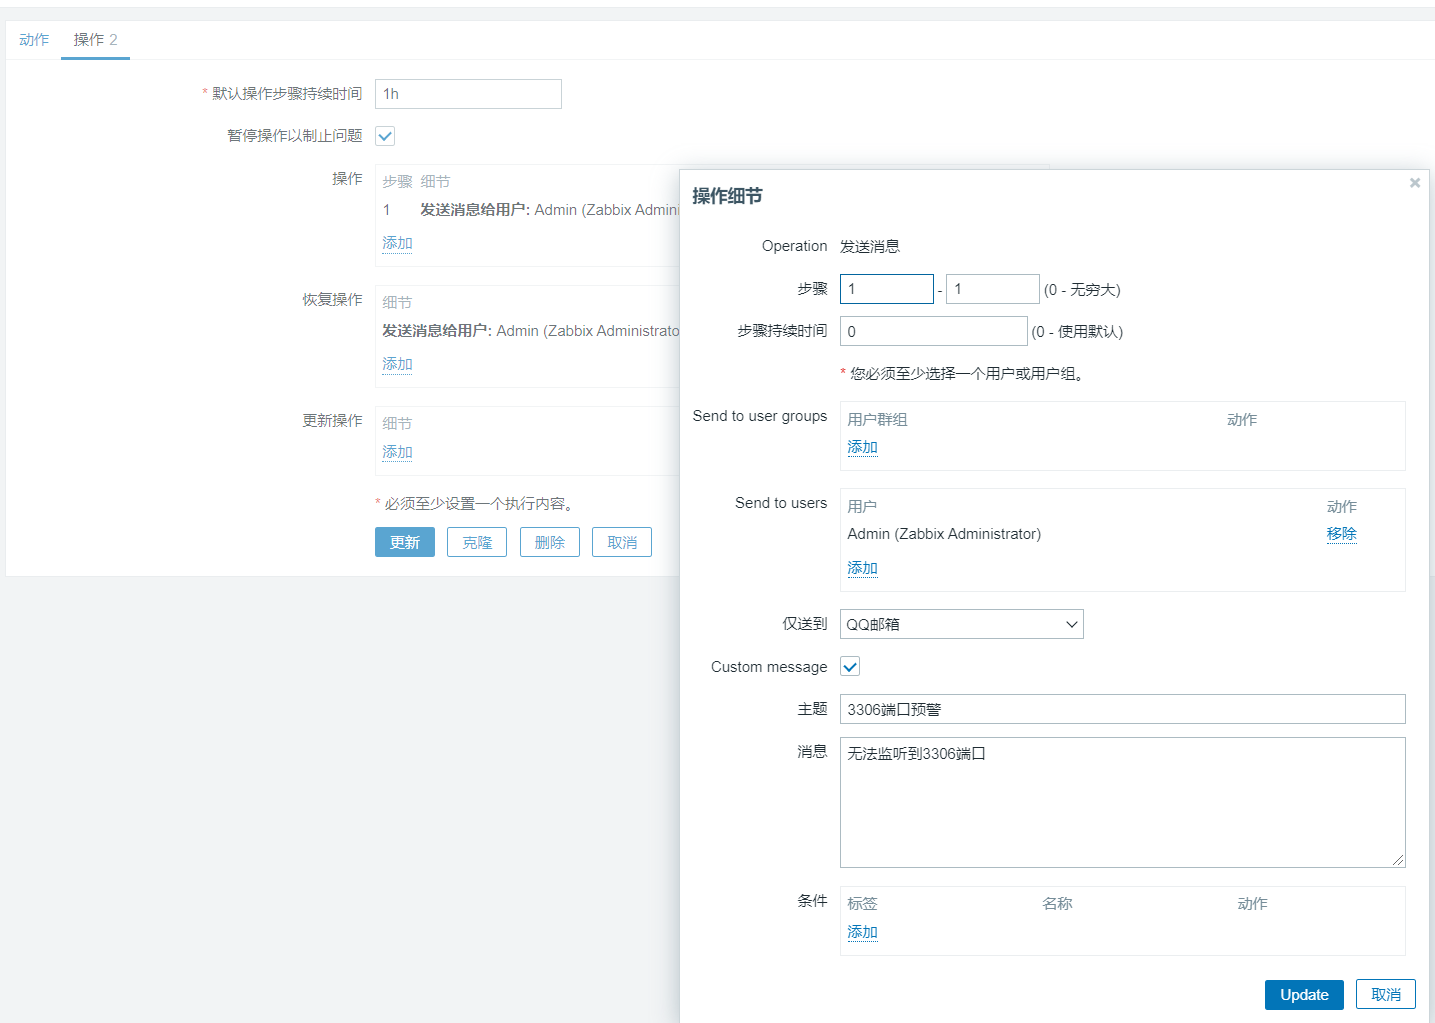 动作 操作 2
* 默认操作步骤持续时间 1h
暂停操作以制止问题
操作 步骤 细节
1 发送消息给用户: Admin (Zabbix Admini
添加
恢复操作 细节
发送消息给用户: Admin (Zabbix Administrato
添加
更新操作 细节
添加
* 必须至少设置一个执行内容。
更新 克隆 删除 取消
操作细节
Operation 发送消息
步骤 1 - 1 (0 - 无穷大)
步骤持续时间 0 (0 - 使用默认)
* 您必须至少选择一个用户或用户组。
Send to user groups 用户群组 动作
添加
Send to users 用户 动作
Admin (Zabbix Administrator) 移除
添加
仅送到 QQ邮箱
Custom message
主题 3306端口预警
消息 无法监听到3306端口
条件 标签 名称 动作
添加
Update 取消